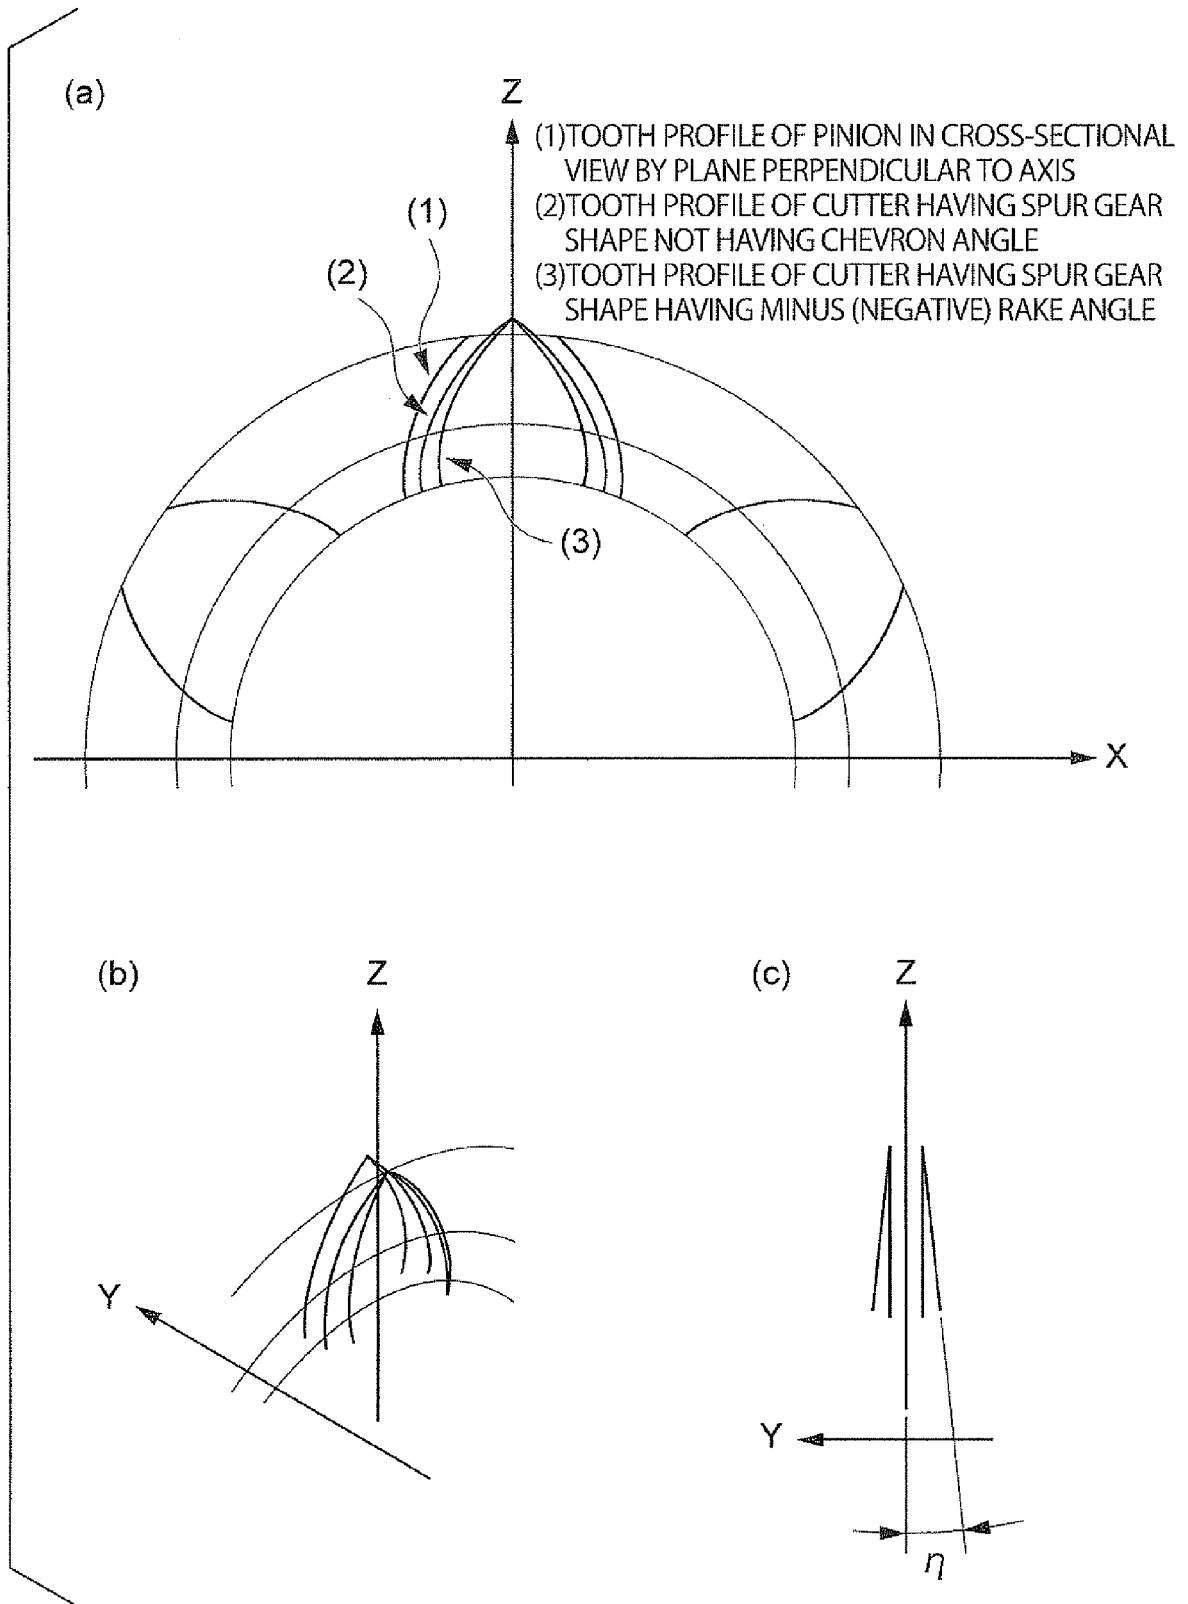 (a)
Z
(1)TOOTH PROFILE OF PINION IN CROSS-SECTIONAL
VIEW BY PLANE PERPENDICULAR TO AXIS
(2)TOOTH PROFILE OF CUTTER HAVING SPUR GEAR
SHAPE NOT HAVING CHEVRON ANGLE
(3)TOOTH PROFILE OF CUTTER HAVING SPUR GEAR
SHAPE HAVING MINUS (NEGATIVE) RAKE ANGLE
(1)
(2)
(3)
X
(b)
Z
Y
(c)
Z
Y
η